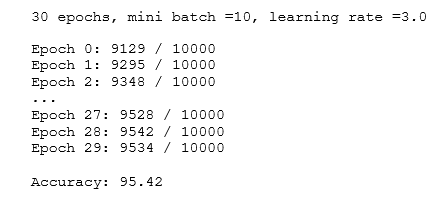 30 epochs, mini batch =10, learning rate =3.0
Epoch 0: 9129 / 10000
Epoch 1: 9295 / 10000
Epoch 2: 9348 / 10000
...
Epoch 27: 9528 / 10000
Epoch 28: 9542 / 10000
Epoch 29: 9534 / 10000
Accuracy: 95.42